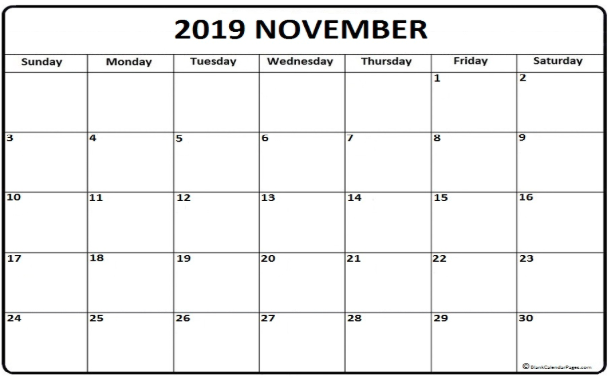 2019 NOVEMBER
Sunday Monday Tuesday Wednesday Thursday Friday Saturday
1 2
3 4 5 6 7 8 9
10 11 12 13 14 15 16
17 18 19 20 21 22 23
24 25 26 27 28 29 30
© BlankCalendarPages.com